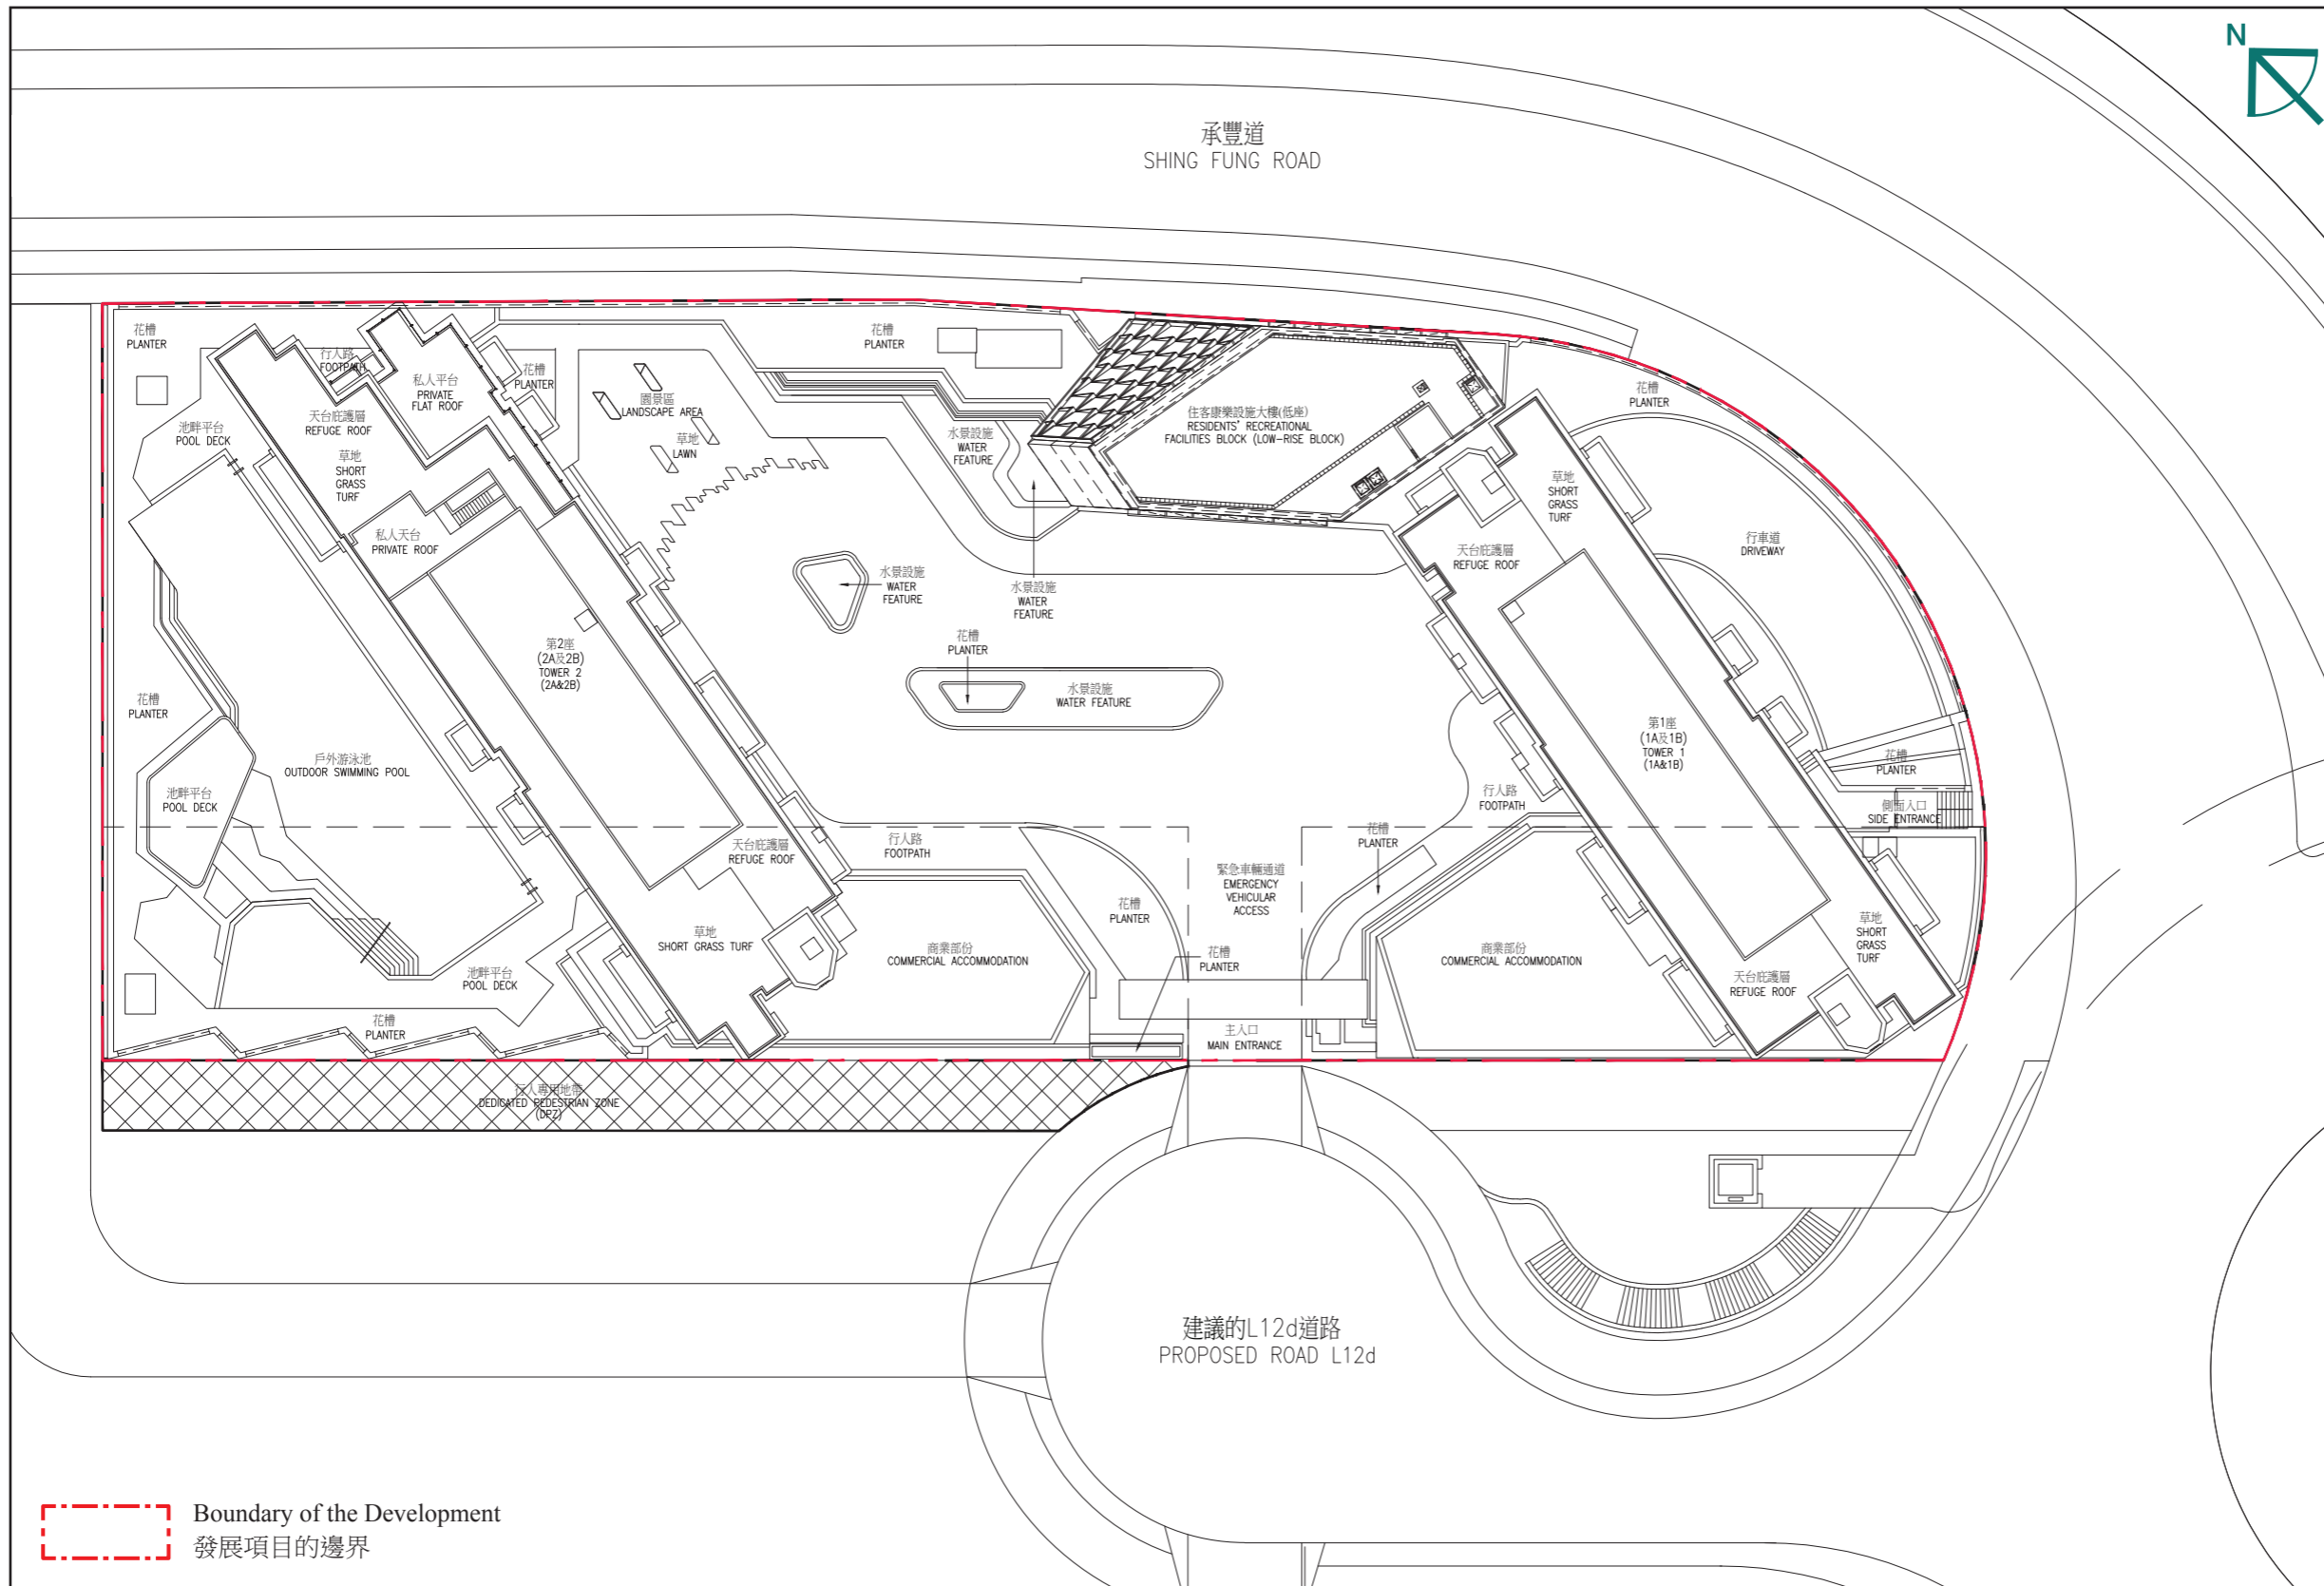 N
承豐道
SHING FUNG ROAD
花槽
PLANTER
行人路
FOOTPATH
私人平台
PRIVATE
FLAT ROOF
花槽
PLANTER
花槽
PLANTER
園景區
LANDSCAPE AREA
草地
LAWN
天台庇護層
REFUGE ROOF
池畔平台
POOL DECK
草地
SHORT
GRASS
TURF
私人天台
PRIVATE ROOF
水景設施
WATER
FEATURE
住客康樂設施大樓(低座)
RESIDENTS' RECREATIONAL
FACILITIES BLOCK (LOW-RISE BLOCK)
花槽
PLANTER
草地
SHORT
GRASS
TURF
行車道
DRIVEWAY
天台庇護層
REFUGE ROOF
水景設施
WATER
FEATURE
水景設施
WATER
FEATURE
花槽
PLANTER
水景設施
WATER FEATURE
第2座
(2A及2B)
TOWER 2
(2A&2B)
花槽
PLANTER
戶外游泳池
OUTDOOR SWIMMING POOL
池畔平台
POOL DECK
第1座
(1A及1B)
TOWER 1
(1A&1B)
花槽
PLANTER
側面入口
SIDE ENTRANCE
行人路
FOOTPATH
花槽
PLANTER
天台庇護層
REFUGE ROOF
行人路
FOOTPATH
緊急車輛通道
EMERGENCY
VEHICULAR
ACCESS
花槽
PLANTER
草地
SHORT GRASS TURF
商業部份
COMMERCIAL ACCOMMODATION
花槽
PLANTER
商業部份
COMMERCIAL ACCOMMODATION
草地
SHORT
GRASS
TURF
天台庇護層
REFUGE ROOF
池畔平台
POOL DECK
花槽
PLANTER
主入口
MAIN ENTRANCE
行人專用地帶
DEDICATED PEDESTRIAN ZONE
(DPZ)
建議的L12d道路
PROPOSED ROAD L12d
Boundary of the Development
發展項目的邊界